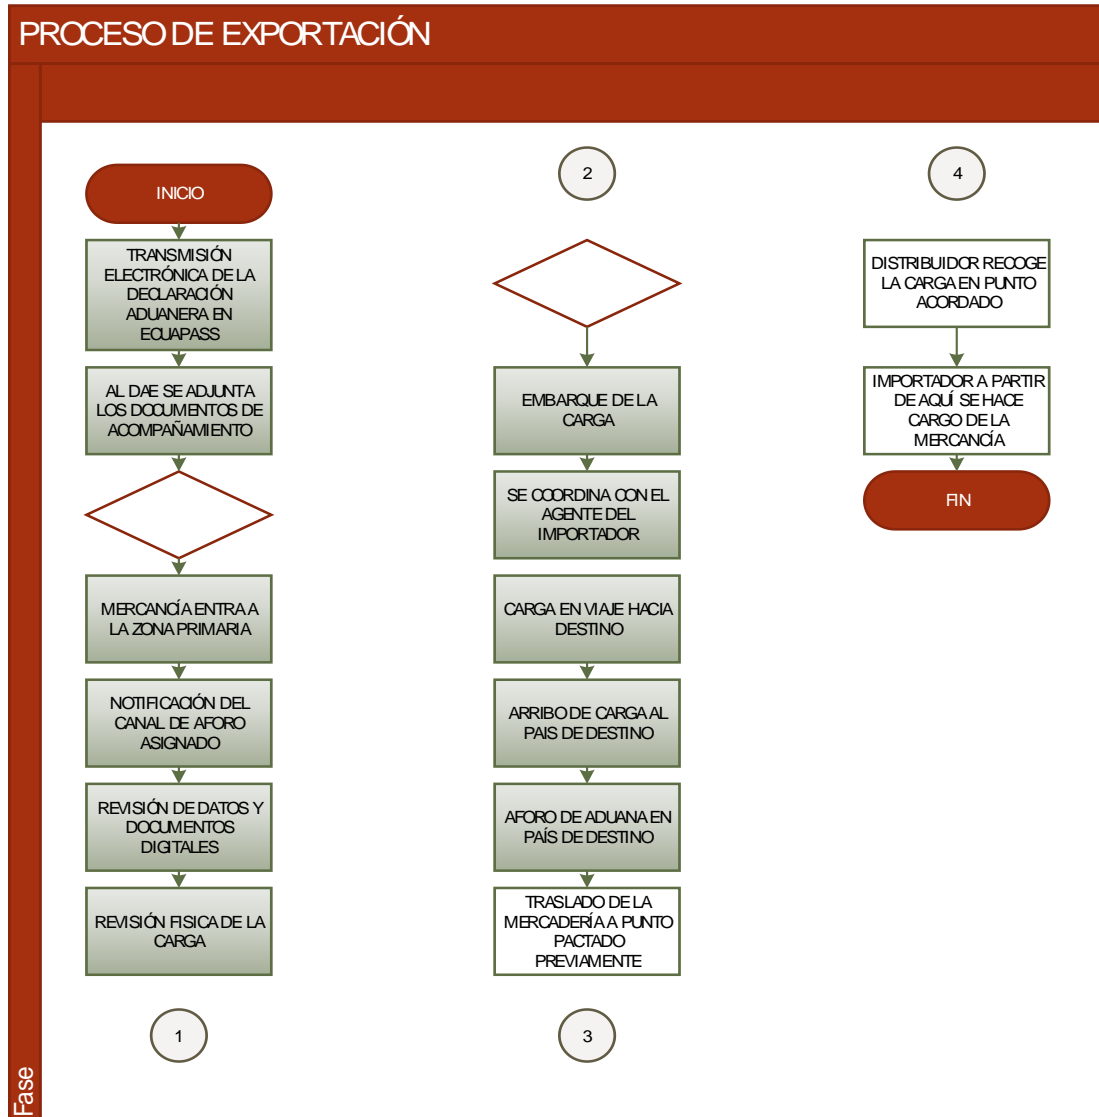 PROCESO DE EXPORTACIÓN
INICIO
TRANSMISIÓN
ELECTRÓNICA DE LA
DECLARACIÓN
ADUANERA EN
ECUAPASS
AL DAE SE ADJUNTA
LOS DOCUMENTOS DE
ACOMPAÑAMIENTO
MERCANCÍA ENTRA A
LA ZONA PRIMARIA
NOTIFICACIÓN DEL
CANAL DE AFORO
ASIGNADO
REVISIÓN DE DATOS Y
DOCUMENTOS
DIGITALES
REVISIÓN FISICA DE LA
CARGA
1
2
EMBARQUE DE LA
CARGA
SE COORDINA CON EL
AGENTE DEL
IMPORTADOR
CARGA EN VIAJE HACIA
DESTINO
ARRIBO DE CARGA AL
PAIS DE DESTINO
AFORO DE ADUANA EN
PAÍS DE DESTINO
TRASLADO DE LA
MERCADERÍA A PUNTO
PACTADO
PREVIAMENTE
3
4
DISTRIBUIDOR RECOGE
LA CARGA EN PUNTO
ACORDADO
IMPORTADOR A PARTIR
DE AQUÍ SE HACE
CARGO DE LA
MERCANCÍA
FIN
Fase